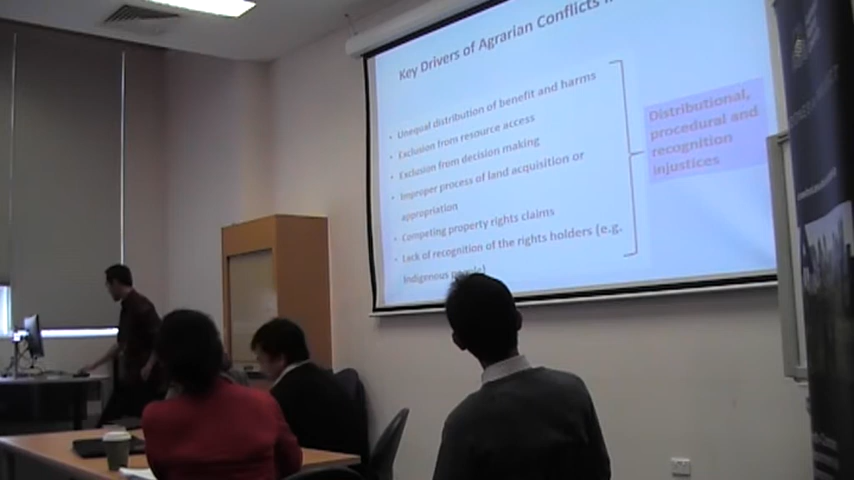 Key Drivers of Agrarian Conflicts
• Unequal distribution of benefit and harms
• Exclusion from resource access
• Exclusion from decision making
• Improper process of land acquisition or
appropriation
• Competing property rights claims
• Lack of recognition of the rights holders (e.g.
Indigenous people)
Distributional,
procedural and
recognition
injustices